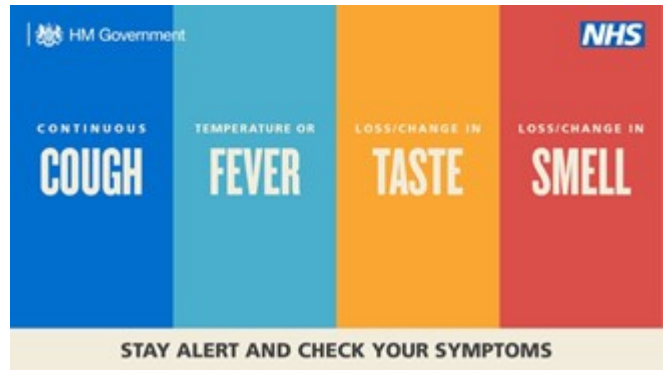 HM Government
NHS
CONTINUOUS
COUGH
TEMPERATURE OR
FEVER
LOSS/CHANGE IN
TASTE
LOSS/CHANGE IN
SMELL
STAY ALERT AND CHECK YOUR SYMPTOMS